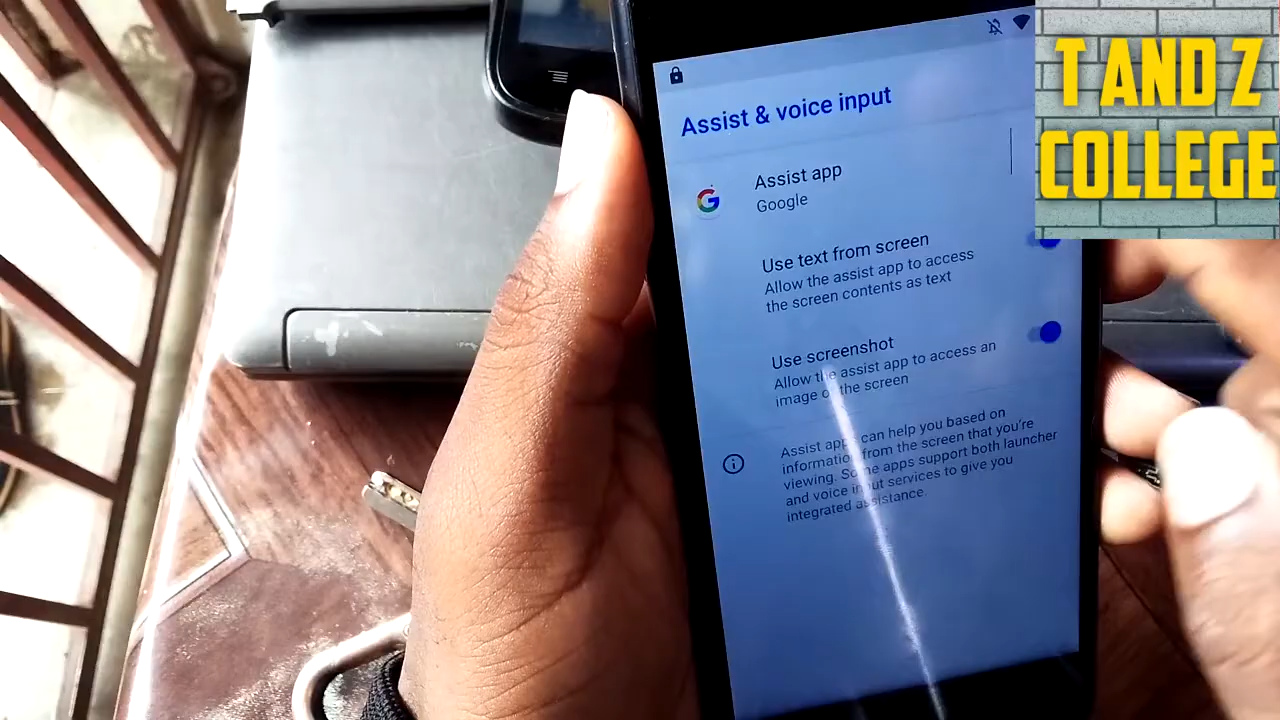 T AND Z
COLLEGE
Assist & voice input
Assist app
Google
Use text from screen
Allow the assist app to access
the screen contents as text
Use screenshot
Allow the assist app to access an
image of the screen
Assist apps can help you based on
information from the screen that you're
viewing. Some apps support both launcher
and voice input services to give you
integrated assistance.